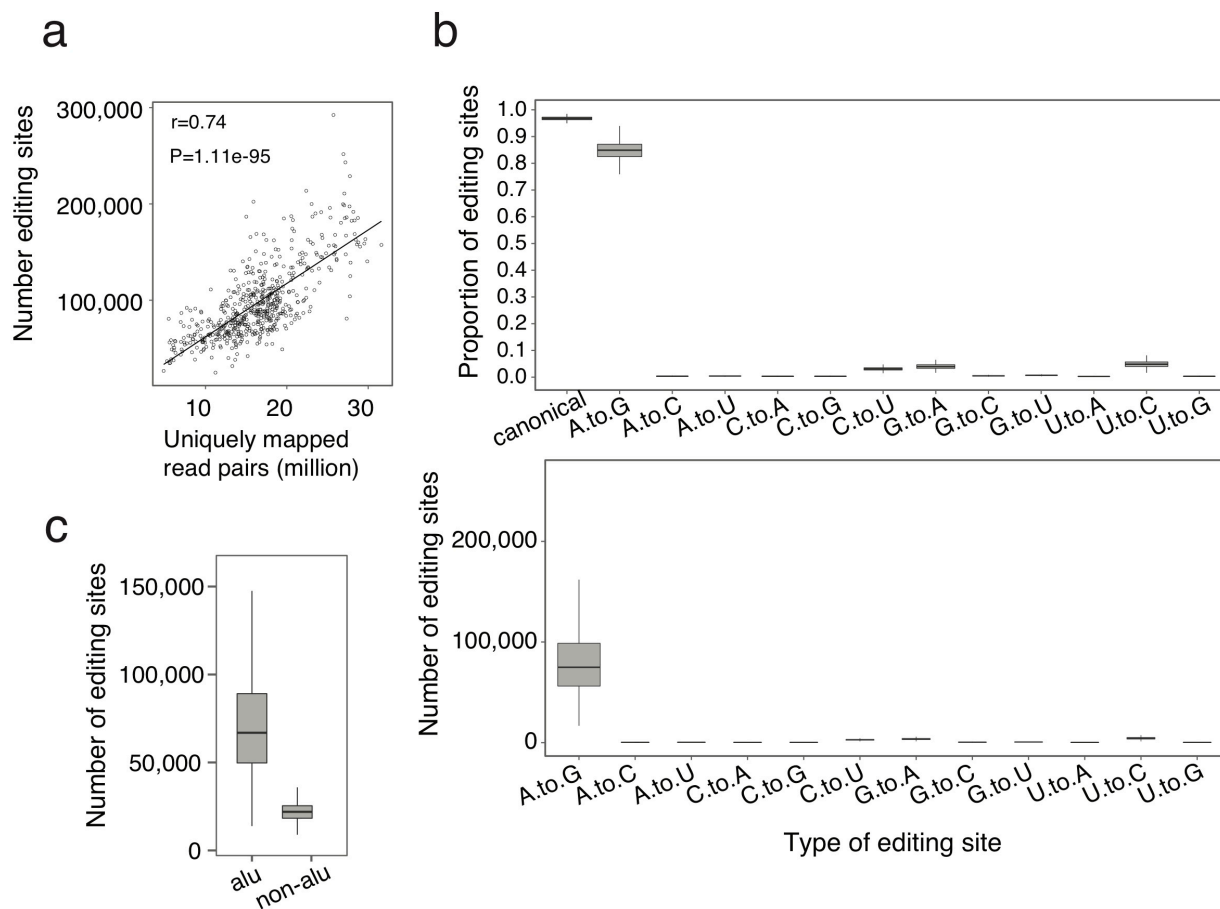 a
Number editing sites
300,000
200,000
100,000
r=0.74
P=1.11e-95
10 20 30
Uniquely mapped
read pairs (million)
b
Proportion of editing sites
1.0
0.9
0.8
0.7
0.6
0.5
0.4
0.3
0.2
0.1
0.0
canonical A.to.G A.to.C A.to.U C.to.A C.to.G C.to.U G.to.A G.to.C G.to.U U.to.A U.to.C U.to.G
Number of editing sites
200,000
100,000
0
A.to.G A.to.C A.to.U C.to.A C.to.G C.to.U G.to.A G.to.C G.to.U U.to.A U.to.C U.to.G
Type of editing site
c
Number of editing sites
150,000
100,000
50,000
0
alu non-alu